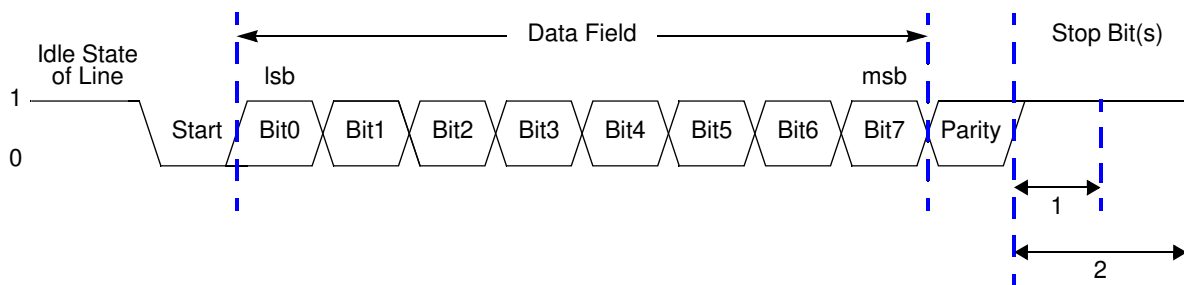 Data Field
Stop Bit(s)
Idle State
of Line
lsb
msb
1
Start
Bit0
Bit1
Bit2
Bit3
Bit4
Bit5
Bit6
Bit7
Parity
0
1
2